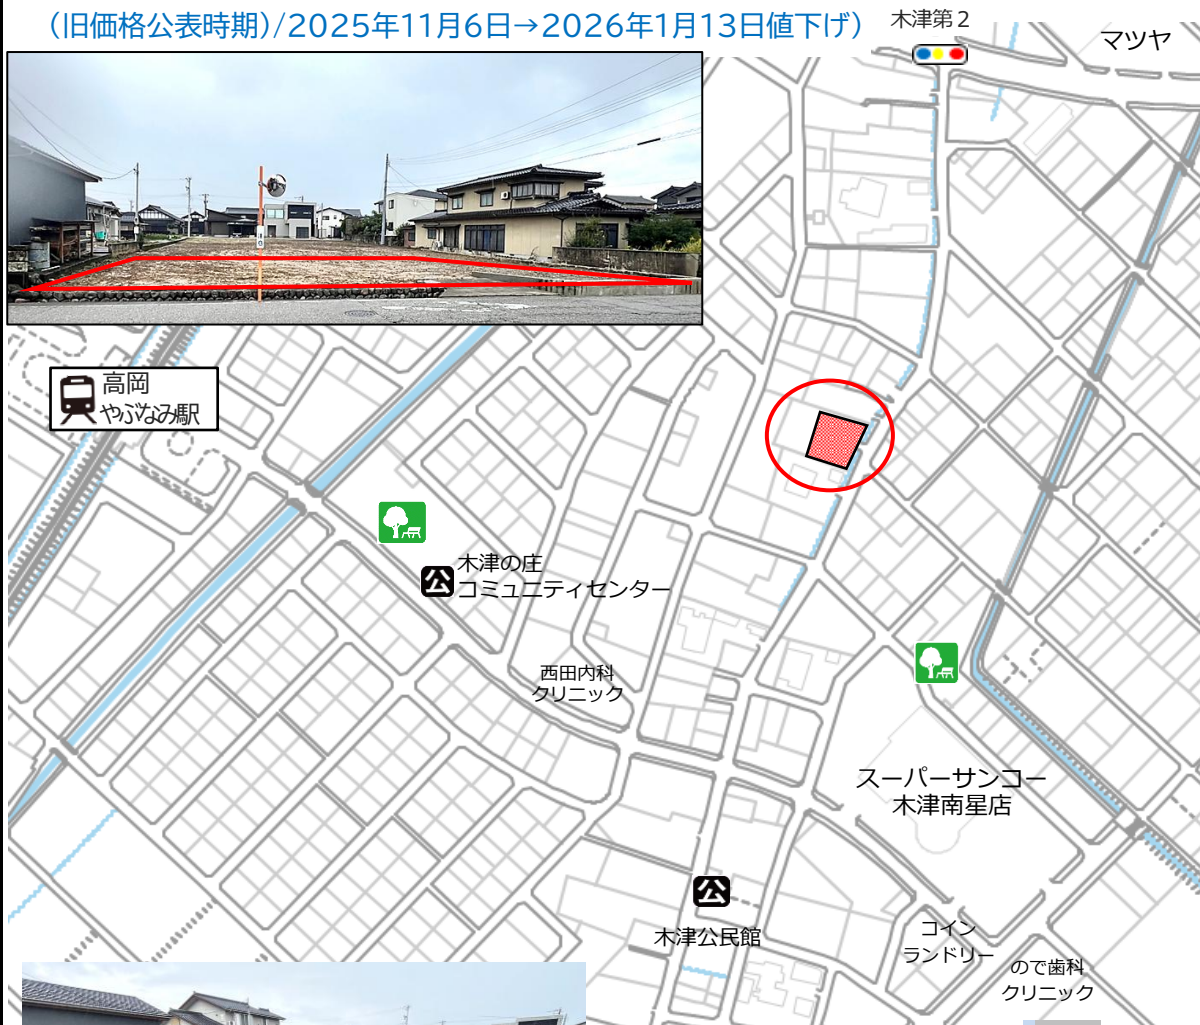 (旧価格公表時期)/2025年11月6日→2026年1月13日値下げ)
木津第2
マツヤ
高岡
やぶなみ駅
公
木津の庄
コミュニティセンター
西田内科
クリニック
スーパーサンコー
木津南星店
公
木津公民館
コイン
ランドリー
ので歯科
クリニック